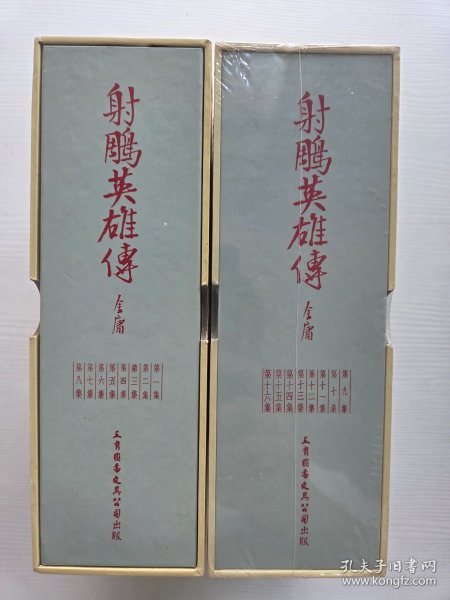 射鵰英雄傳
金庸
第一集
第二集
第三集
第四集
第五集
第六集
第七集
第八集
三育圖書文具公司出版
射鵰英雄傳
金庸
第九集
第十集
第十一集
第十二集
第十三集
第十四集
第十五集
第十六集
三育圖書文具公司出版
孔夫子旧书网
www.kongfz.com